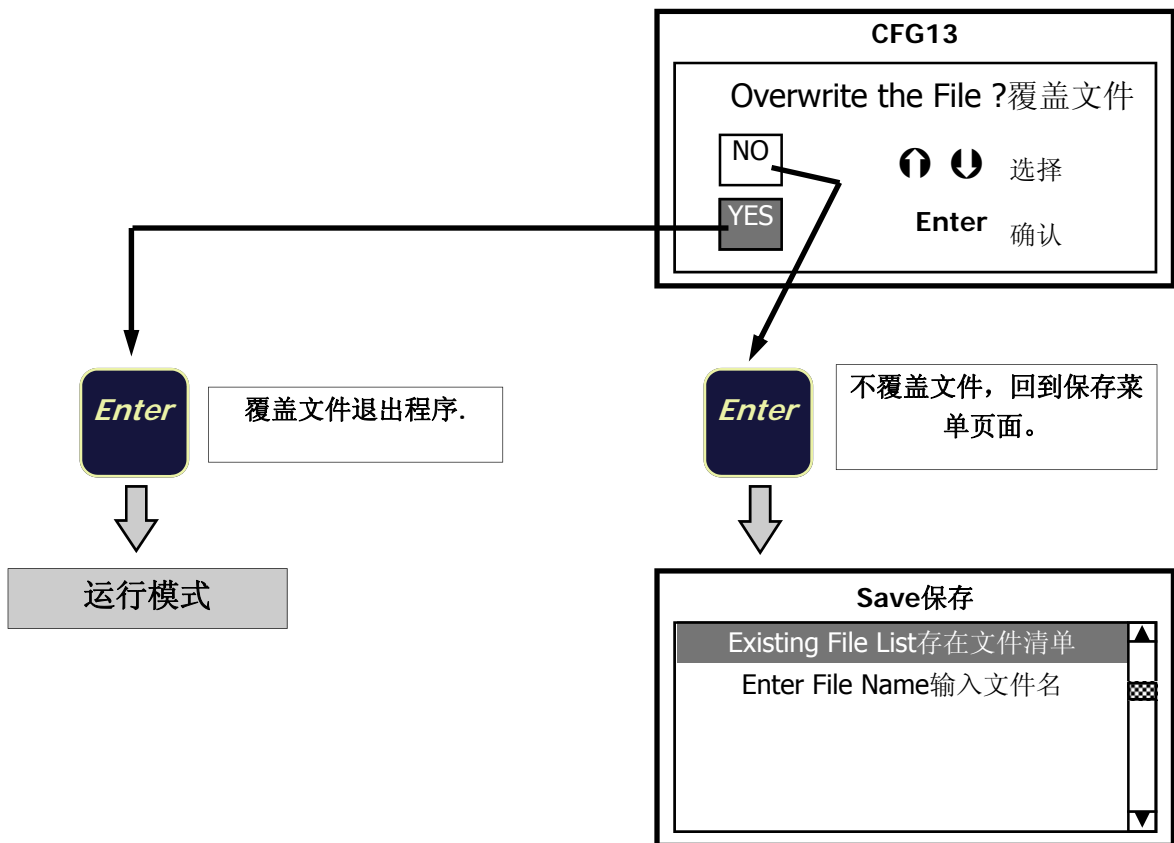 CFG13
Overwrite the File ?覆盖文件
NO
选择
YES
Enter 确认
Enter
覆盖文件退出程序.
Enter
不覆盖文件，回到保存菜
单页面。
运行模式
Save保存
Existing File List存在文件清单
Enter File Name输入文件名